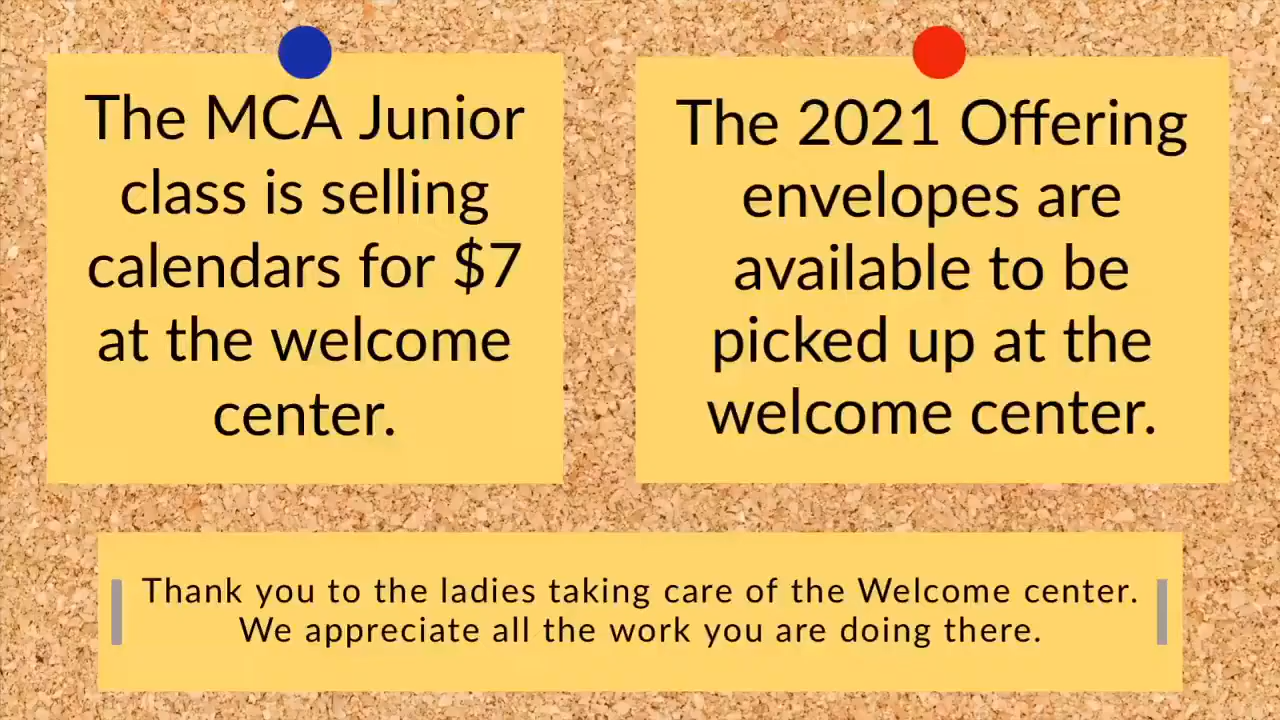 The MCA Junior
class is selling
calendars for $7
at the welcome
center.
The 2021 Offering
envelopes are
available to be
picked up at the
welcome center.
Thank you to the ladies taking care of the Welcome center.
We appreciate all the work you are doing there.